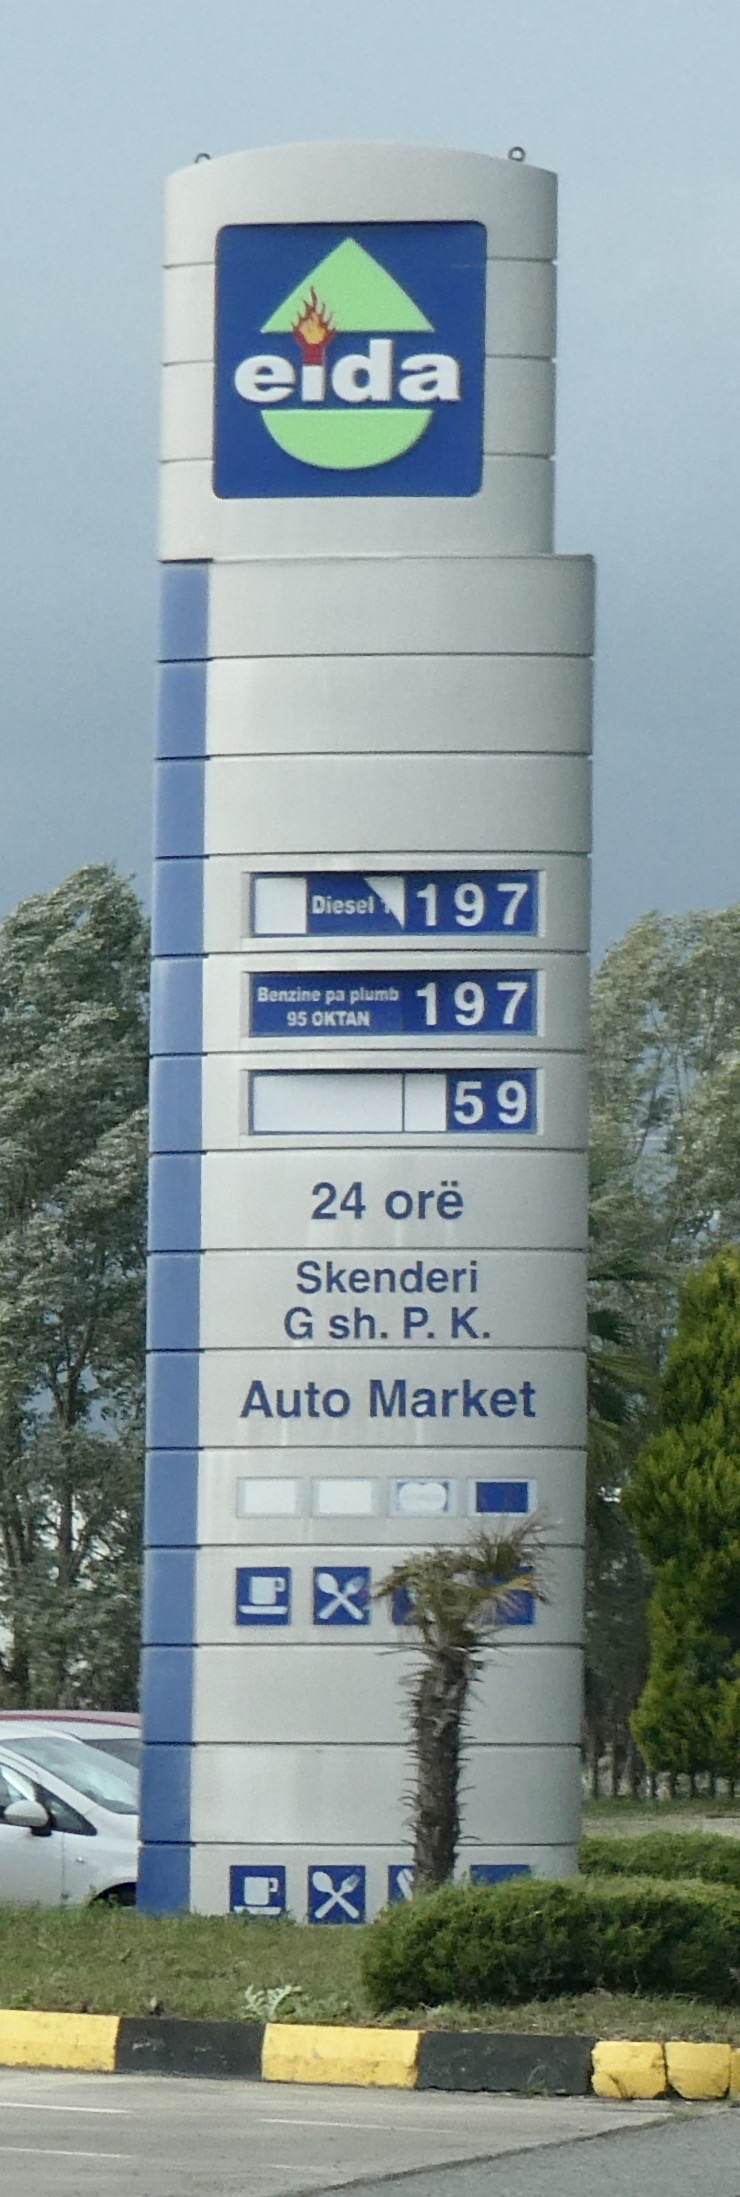 eida
Diesel 197
Benzine pa plumb 197
95 OKTAN
59
24 orë
Skenderi
G sh. P. K.
Auto Market